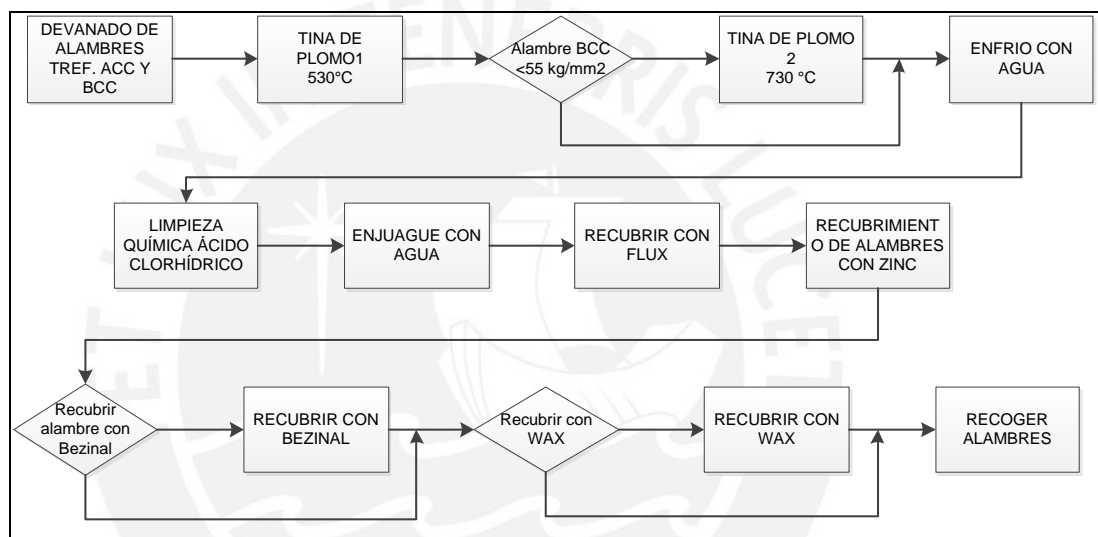 DEVANADO DE
ALAMBRES
TREF. ACC Y
BCC
TINA DE
PLOMO1
530°C
Alambre BCC
<55 kg/mm2
TINA DE PLOMO
2
730 °C
ENFRIO CON
AGUA
LIMPIEZA
QUÍMICA ÁCIDO
CLORHÍDRICO
ENJUAGUE CON
AGUA
RECUBRIR CON
FLUX
RECUBRIMIENT
O DE ALAMBRES
CON ZINC
Recubrir
alambre con
Bezinal
RECUBRIR CON
BEZINAL
Recubrir con
WAX
RECUBRIR CON
WAX
RECOGER
ALAMBRES